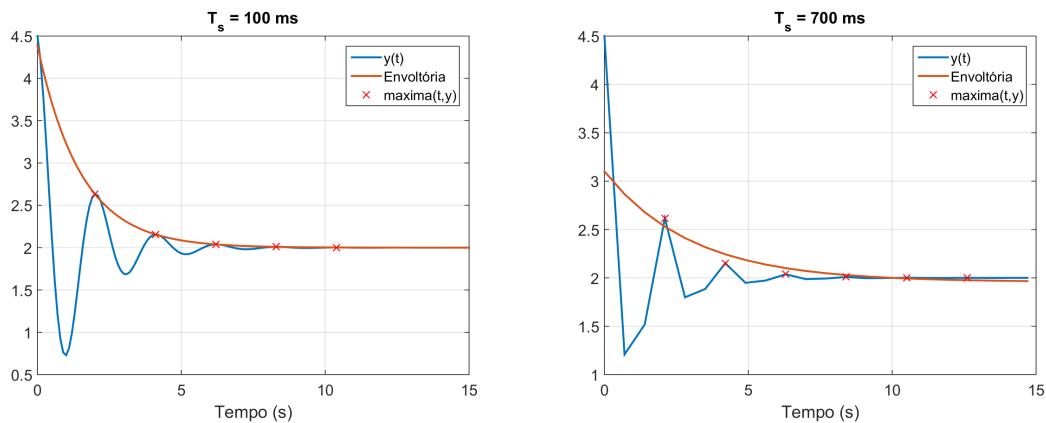 T_s = 100 ms
4.5
4
3.5
3
2.5
2
1.5
1
0.5
0
5
10
15
Tempo (s)
y(t)
Envoltória
maxima(t,y)
T_s = 700 ms
4.5
4
3.5
3
2.5
2
1.5
1
0
5
10
15
Tempo (s)
y(t)
Envoltória
maxima(t,y)